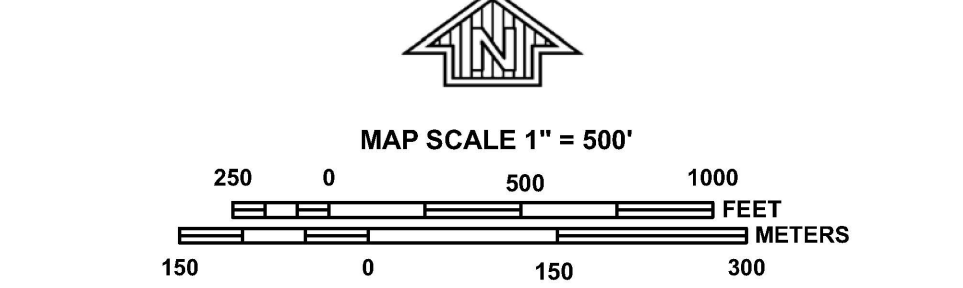 N
MAP SCALE 1" = 500'
250 0 500 1000
FEET
METERS
150 0 150 300